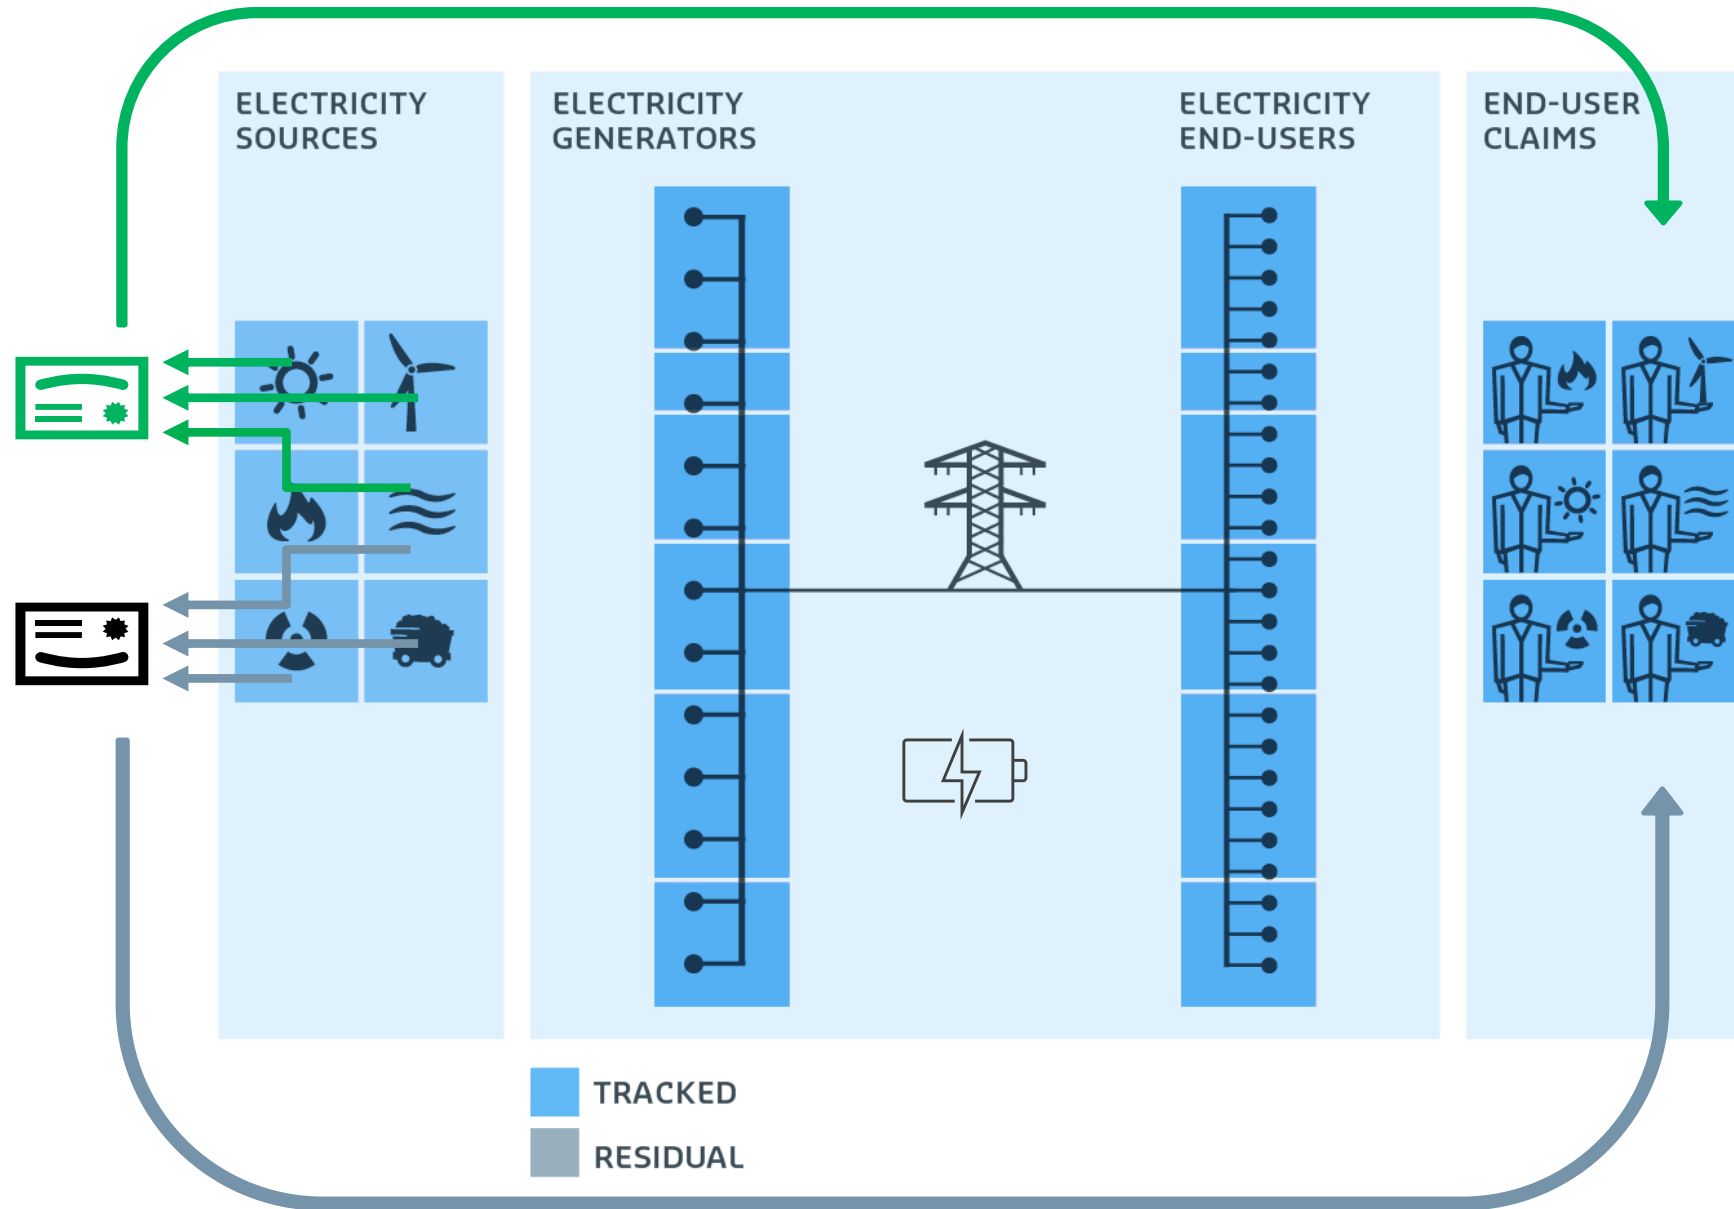 ELECTRICITY
SOURCES
ELECTRICITY
GENERATORS
ELECTRICITY
END-USERS
END-USER
CLAIMS
TRACKED
RESIDUAL